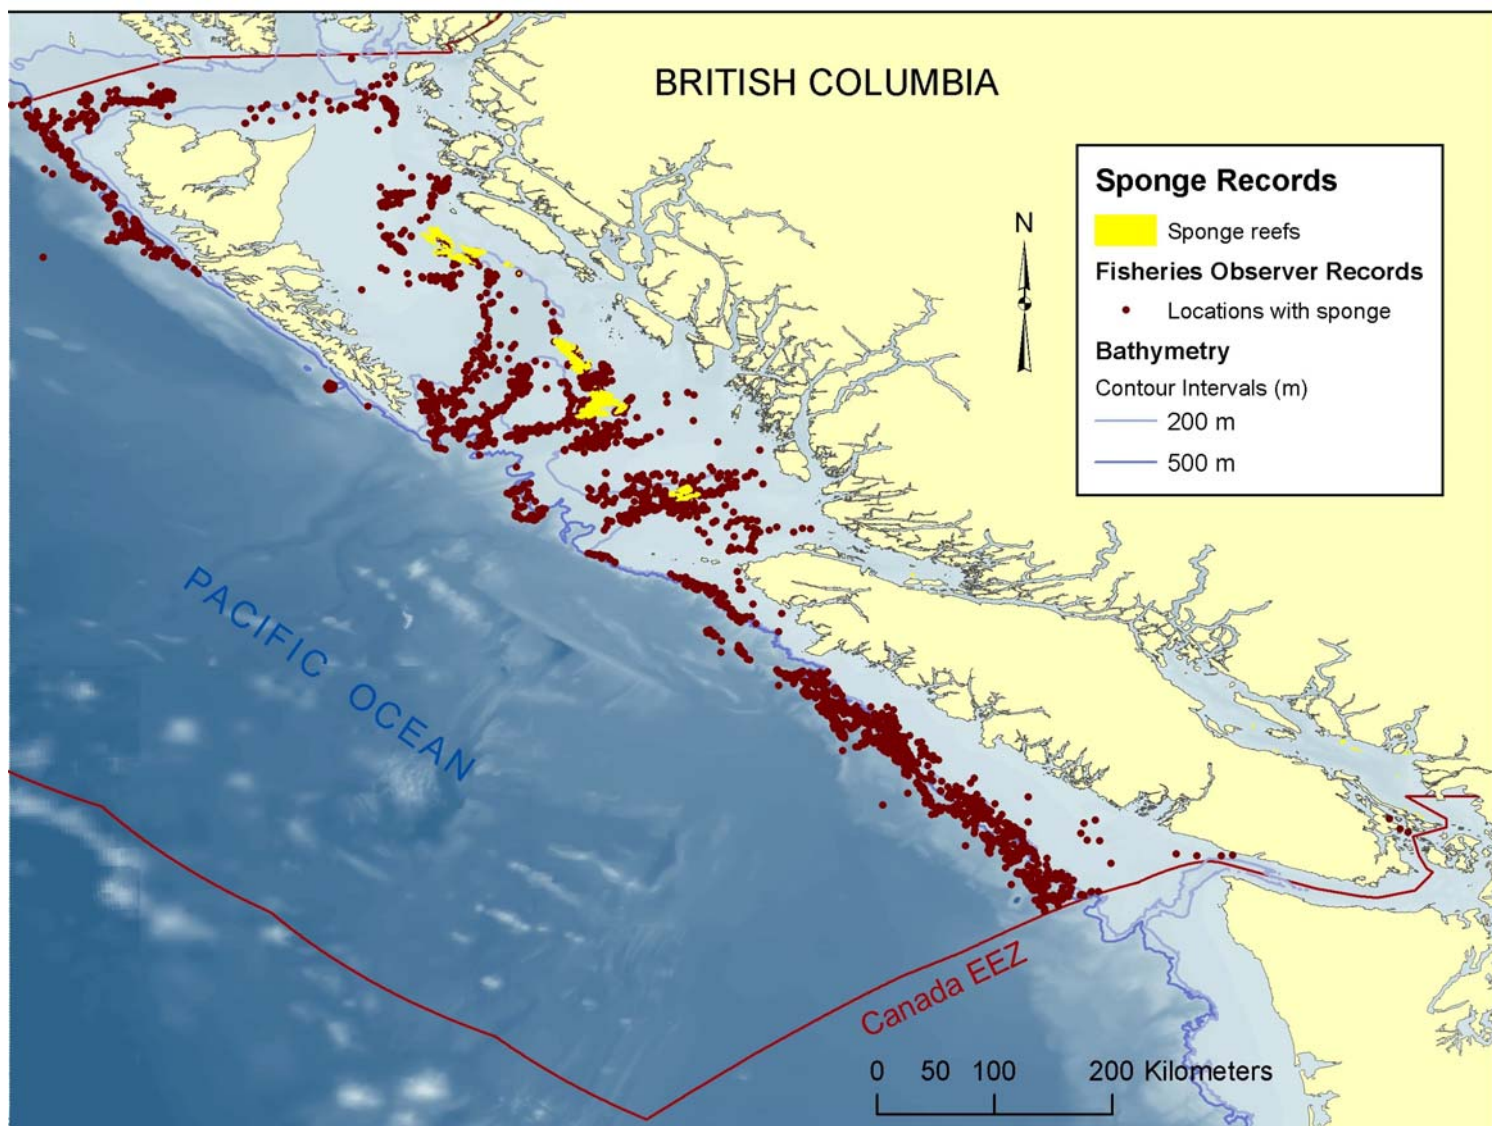 BRITISH COLUMBIA
Sponge Records
Sponge reefs
Fisheries Observer Records
Locations with sponge
Bathymetry
Contour Intervals (m)
200 m
500 m
N
PACIFIC OCEAN
Canada EEZ
0 50 100 200 Kilometers